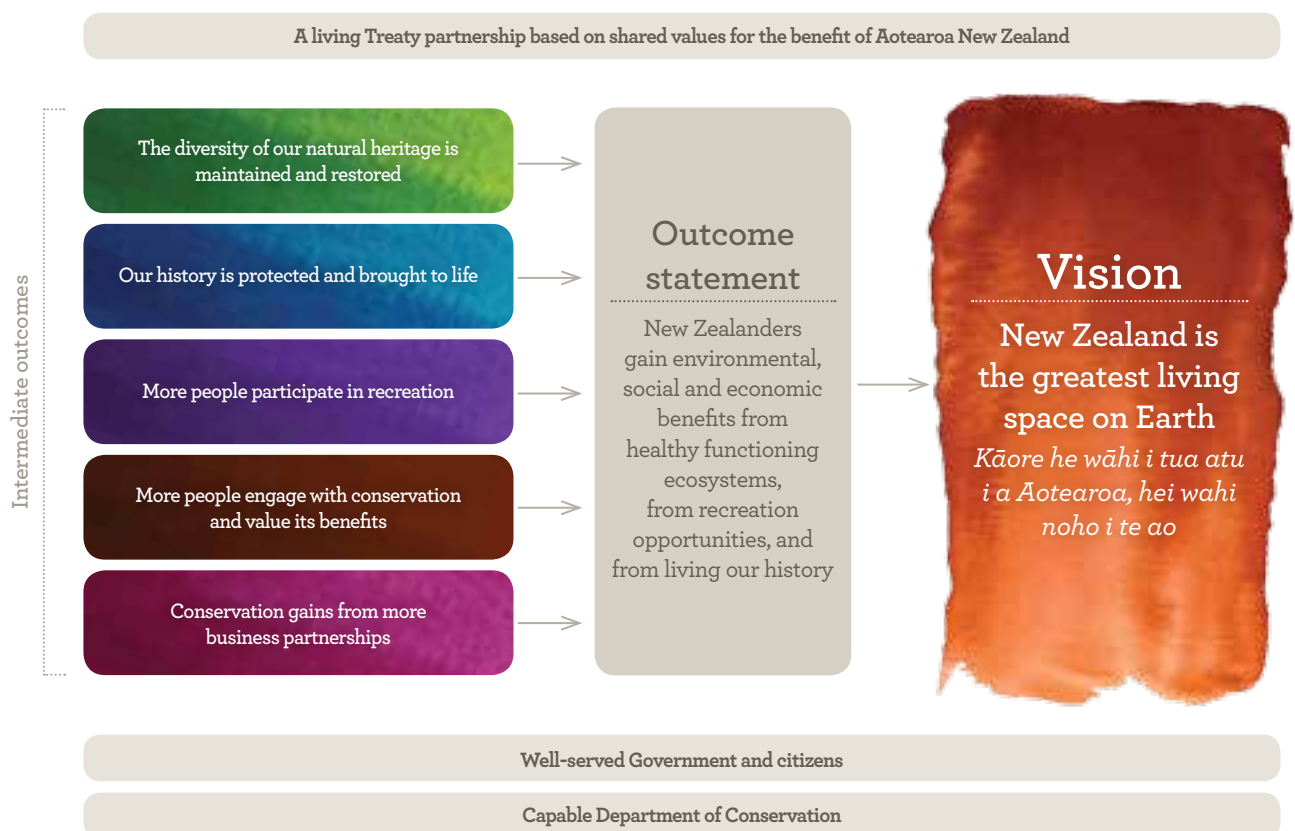 A living Treaty partnership based on shared values for the benefit of Aotearoa New Zealand
Intermediate outcomes
The diversity of our natural heritage is
maintained and restored
Our history is protected and brought to life
More people participate in recreation
More people engage with conservation
and value its benefits
Conservation gains from more
business partnerships
Outcome
statement
New Zealanders
gain environmental,
social and economic
benefits from
healthy functioning
ecosystems,
from recreation
opportunities, and
from living our history
Vision
New Zealand is
the greatest living
space on Earth
Kāore he wāhi i tua atu
i a Aotearoa, hei wahi
noho i te ao
Well-served Government and citizens
Capable Department of Conservation